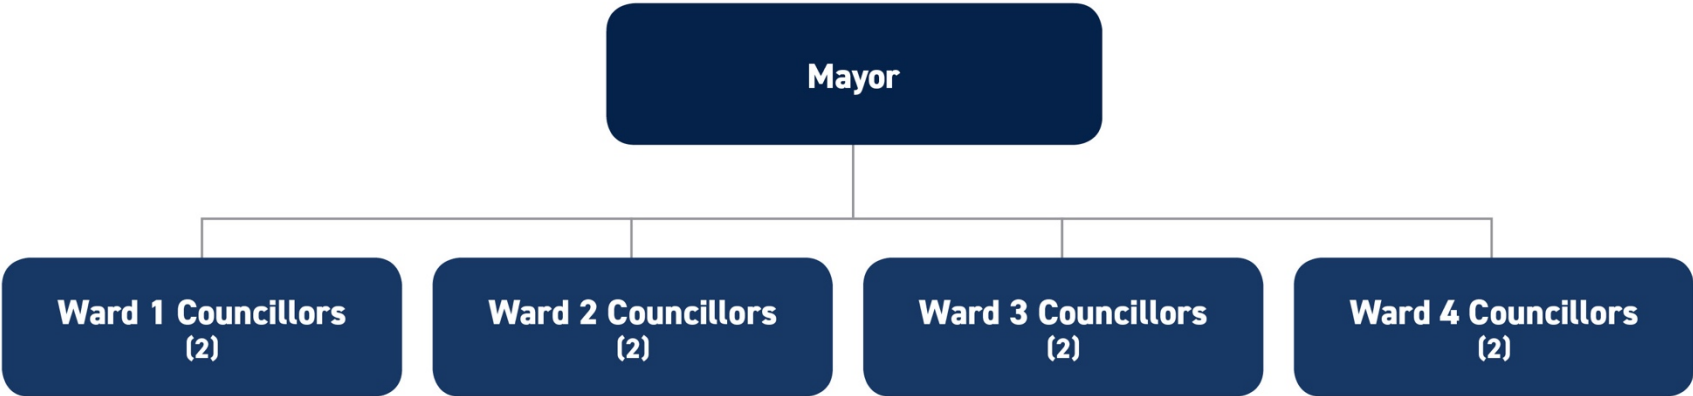 Mayor
Ward 1 Councillors
(2)
Ward 2 Councillors
(2)
Ward 3 Councillors
(2)
Ward 4 Councillors
(2)